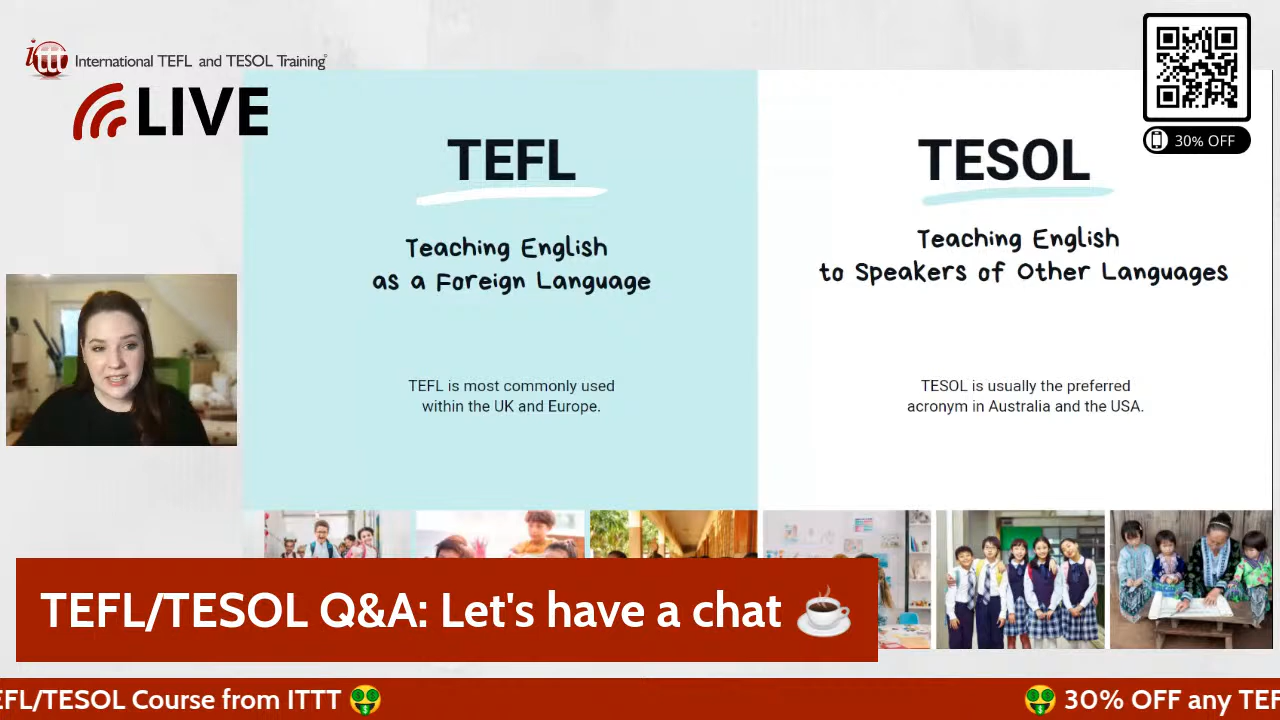 ittt International TEFL and TESOL Training
LIVE
30% OFF
TEFL
Teaching English
as a Foreign Language
TEFL is most commonly used
within the UK and Europe.
TESOL
Teaching English
to Speakers of Other Languages
TESOL is usually the preferred
acronym in Australia and the USA.
TEFL/TESOL Q&A: Let's have a chat ☕
EFL/TESOL Course from ITTT 🤑 🤑 30% OFF any TEF